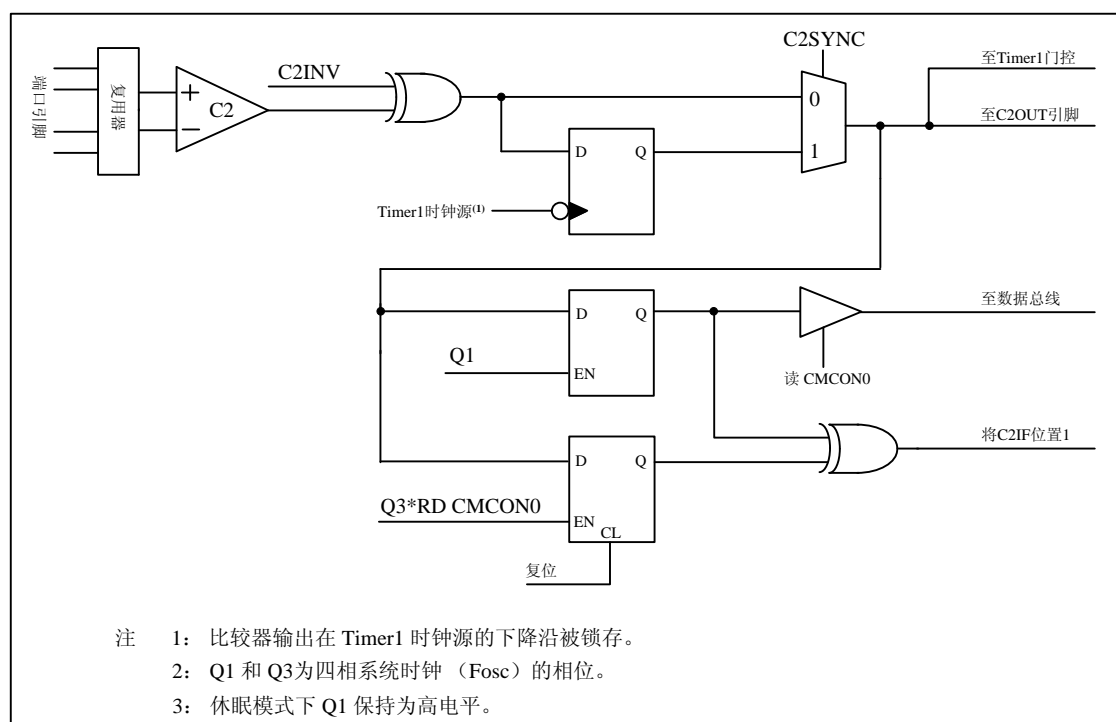 C2SYNC
至Timer1门控
端口引脚
复用器
+
−
C2
C2INV
0
1
至C2OUT引脚
D
Q
Timer1时钟源(1)
D
Q
至数据总线
Q1
EN
读 CMCON0
将C2IF位置1
D
Q
Q3*RD CMCON0
EN
CL
复位
注 1： 比较器输出在 Timer1 时钟源的下降沿被锁存。
2： Q1 和 Q3为四相系统时钟 （Fosc）的相位。
3： 休眠模式下 Q1 保持为高电平。